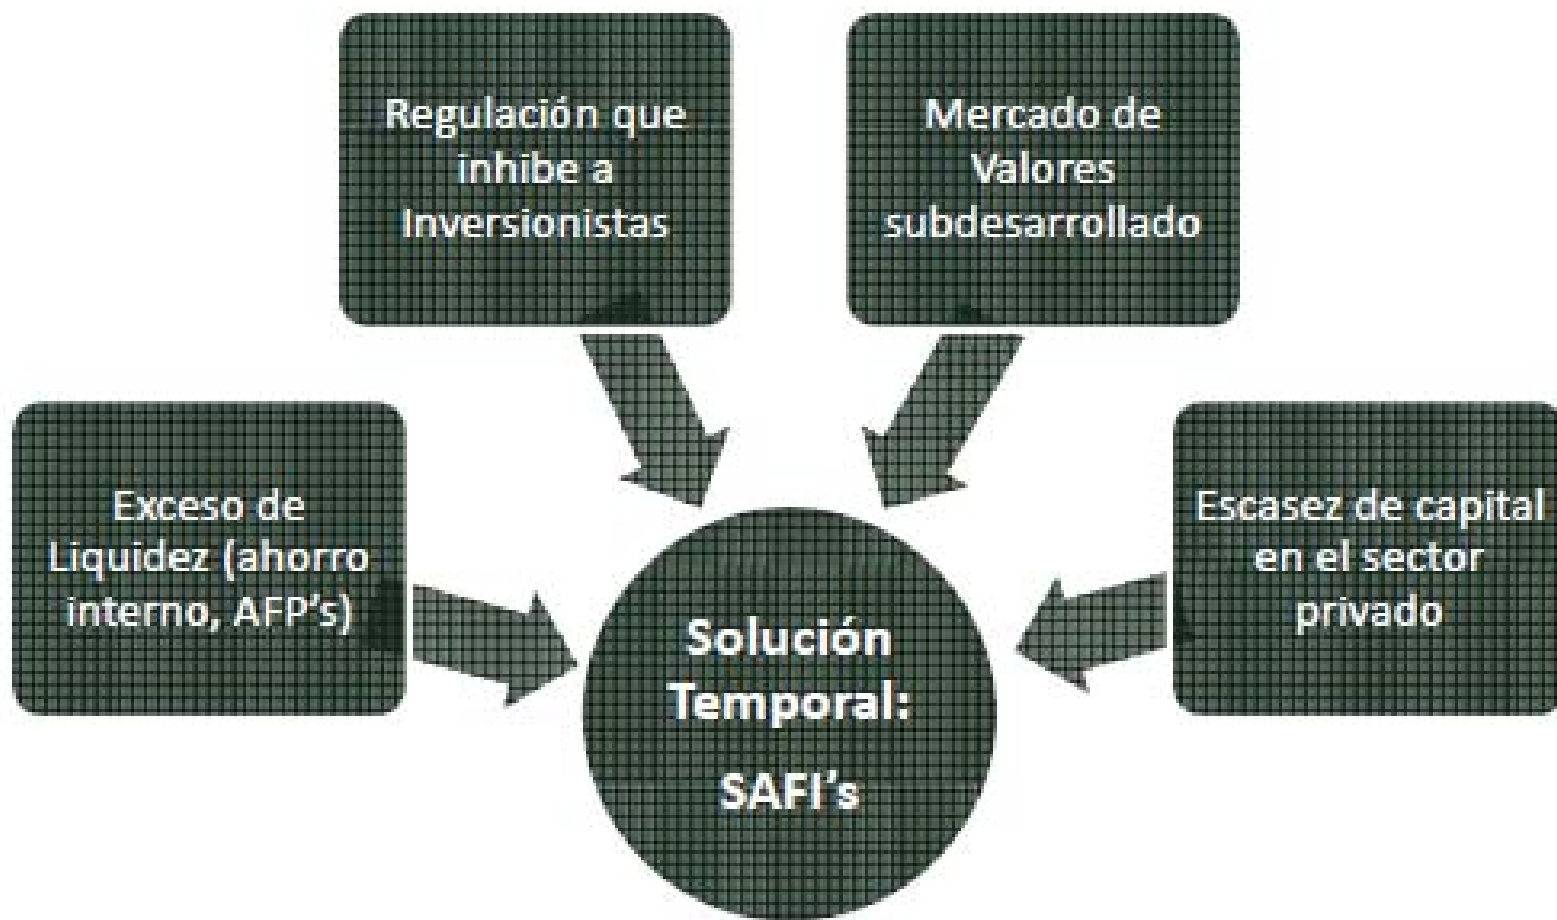 Regulación que
inhibe a
Inversionistas
Mercado de
Valores
subdesarrollado
Exceso de
Liquidez (ahorro
interno, AFP's)
Escasez de capital
en el sector
privado
Solución
Temporal:
SAFI's